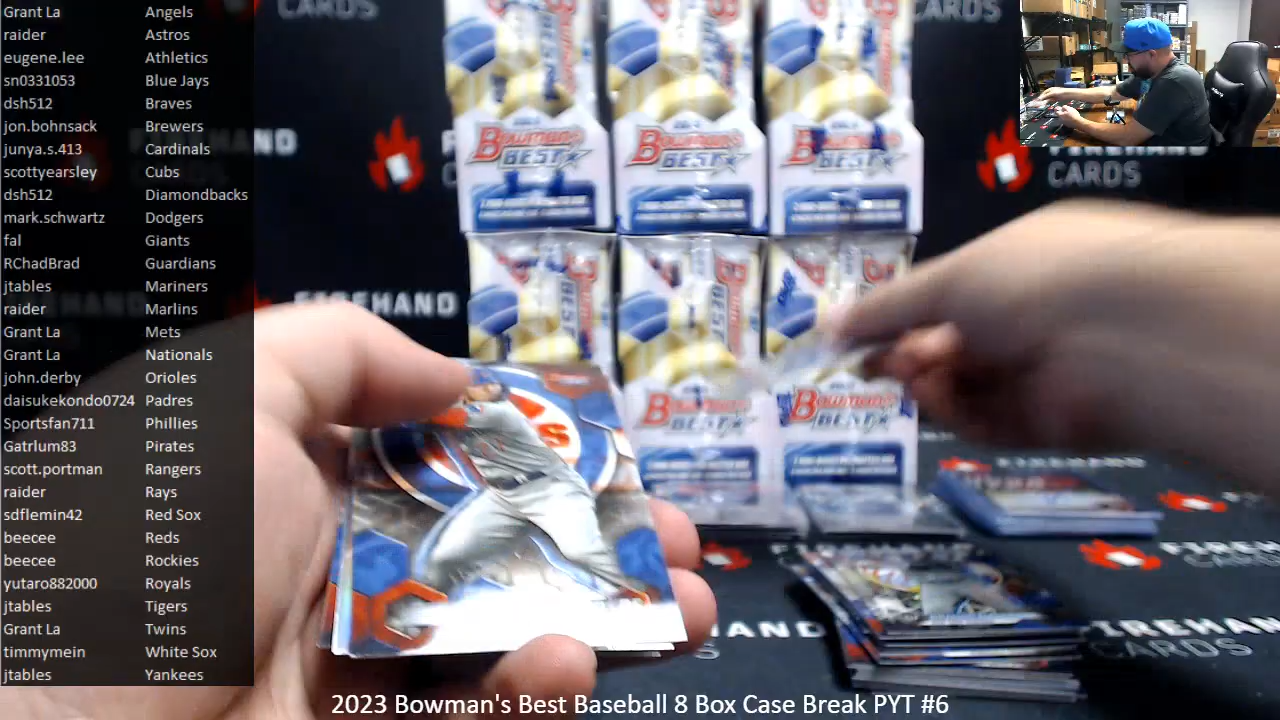 Grant La Angels
raider Astros
eugene.lee Athletics
sn0331053 Blue Jays
dsh512 Braves
jon.bohnsack Brewers
junya.s.413 Cardinals
scottyearsley Cubs
dsh512 Diamondbacks
mark.schwartz Dodgers
fal Giants
RChadBrad Guardians
jtables Mariners
raider Marlins
Grant La Mets
Grant La Nationals
john.derby Orioles
daisukekondo0724 Padres
Sportsfan711 Phillies
Gatrlum83 Pirates
scott.portman Rangers
raider Rays
sdflemin42 Red Sox
beecee Reds
beecee Rockies
yutaro882000 Royals
jtables Tigers
Grant La Twins
timmymein White Sox
jtables Yankees
CARDS
CARDS
BOWMAN'S BEST
BOWMAN'S BEST
BOWMAN'S BEST
CARDS
FIREHAND
BOWMAN'S BEST
BOWMAN'S BEST
FIREHAND
CARDS
2023 Bowman's Best Baseball 8 Box Case Break PYT #6